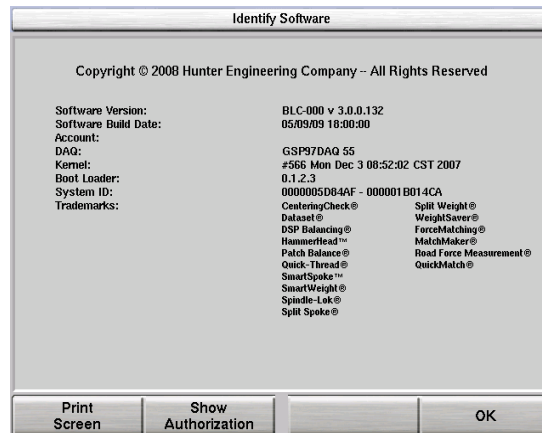 Identify Software
Copyright © 2008 Hunter Engineering Company -- All Rights Reserved
Software Version: BLC-000 v 3.0.0.132
Software Build Date: 05/09/09 18:00:00
Account:
DAQ: GSP97DAQ 55
Kernel: #566 Mon Dec 3 08:52:02 CST 2007
Boot Loader: 0.1.2.3
System ID: 0000005D84AF - 000001B014CA
Trademarks: CenteringCheck® Split Weight®
Dataset® WeightSaver®
DSP Balancing® ForceMatching®
HammerHead™ MatchMaker®
Patch Balance® Road Force Measurement®
Quick-Thread® QuickMatch®
SmartSpoke™
SmartWeight®
Spindle-Lok®
Split Spoke®
Print Screen
Show Authorization
OK